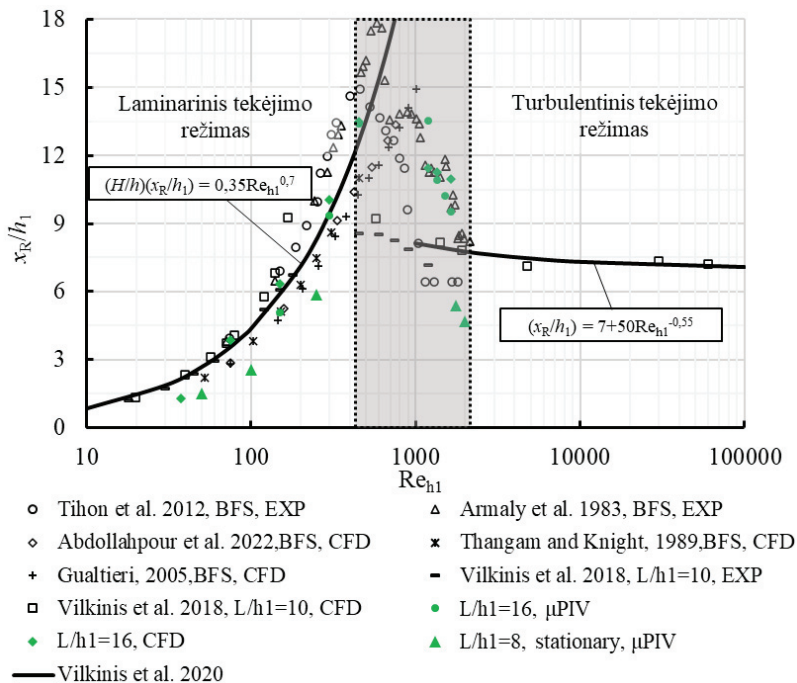 18
15
12
9
6
3
0
x_R/h_1
Laminarinis tekėjimo
režimas
Turbulentinis tekėjimo
režimas
(H/h)(x_R/h_1) = 0,35Re_h1^0,7
(x_R/h_1) = 7+50Re_h1^-0,55
10 100 1000 10000 100000
Re_h1
Tihon et al. 2012, BFS, EXP
Armaly et al. 1983, BFS, EXP
Abdollahpour et al. 2022,BFS, CFD
Thangam and Knight, 1989,BFS, CFD
Gualtieri, 2005,BFS, CFD
Vilkinis et al. 2018, L/h1=10, EXP
Vilkinis et al. 2018, L/h1=10, CFD
L/h1=16, µPIV
L/h1=16, CFD
L/h1=8, stationary, µPIV
Vilkinis et al. 2020